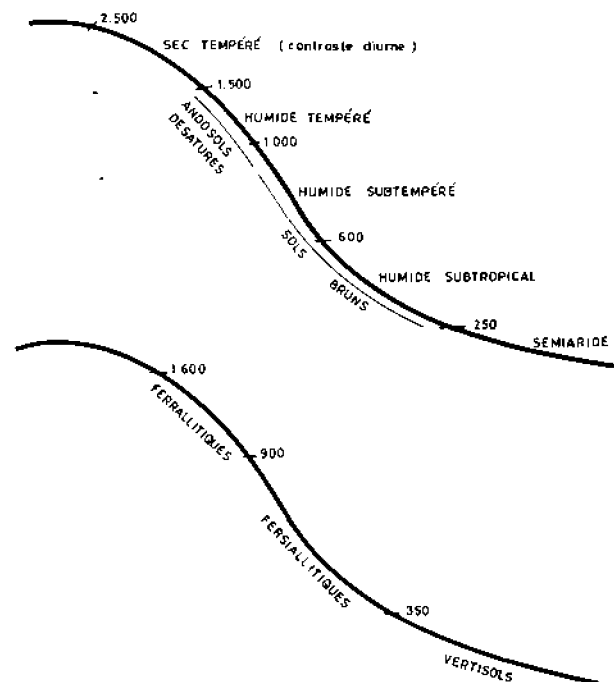 2.500
SEC TEMPÉRÉ (contraste diurne)
1.500
ANDOSOLS
DESATURES
HUMIDE TEMPÉRÉ
1 000
HUMIDE SUBTEMPÉRÉ
600
SOLS BRUNS
HUMIDE SUBTROPICAL
250
SEMIARIDE
1 600
FERRALLITIQUES
900
FERSIALLITIQUES
350
VERTISOLS